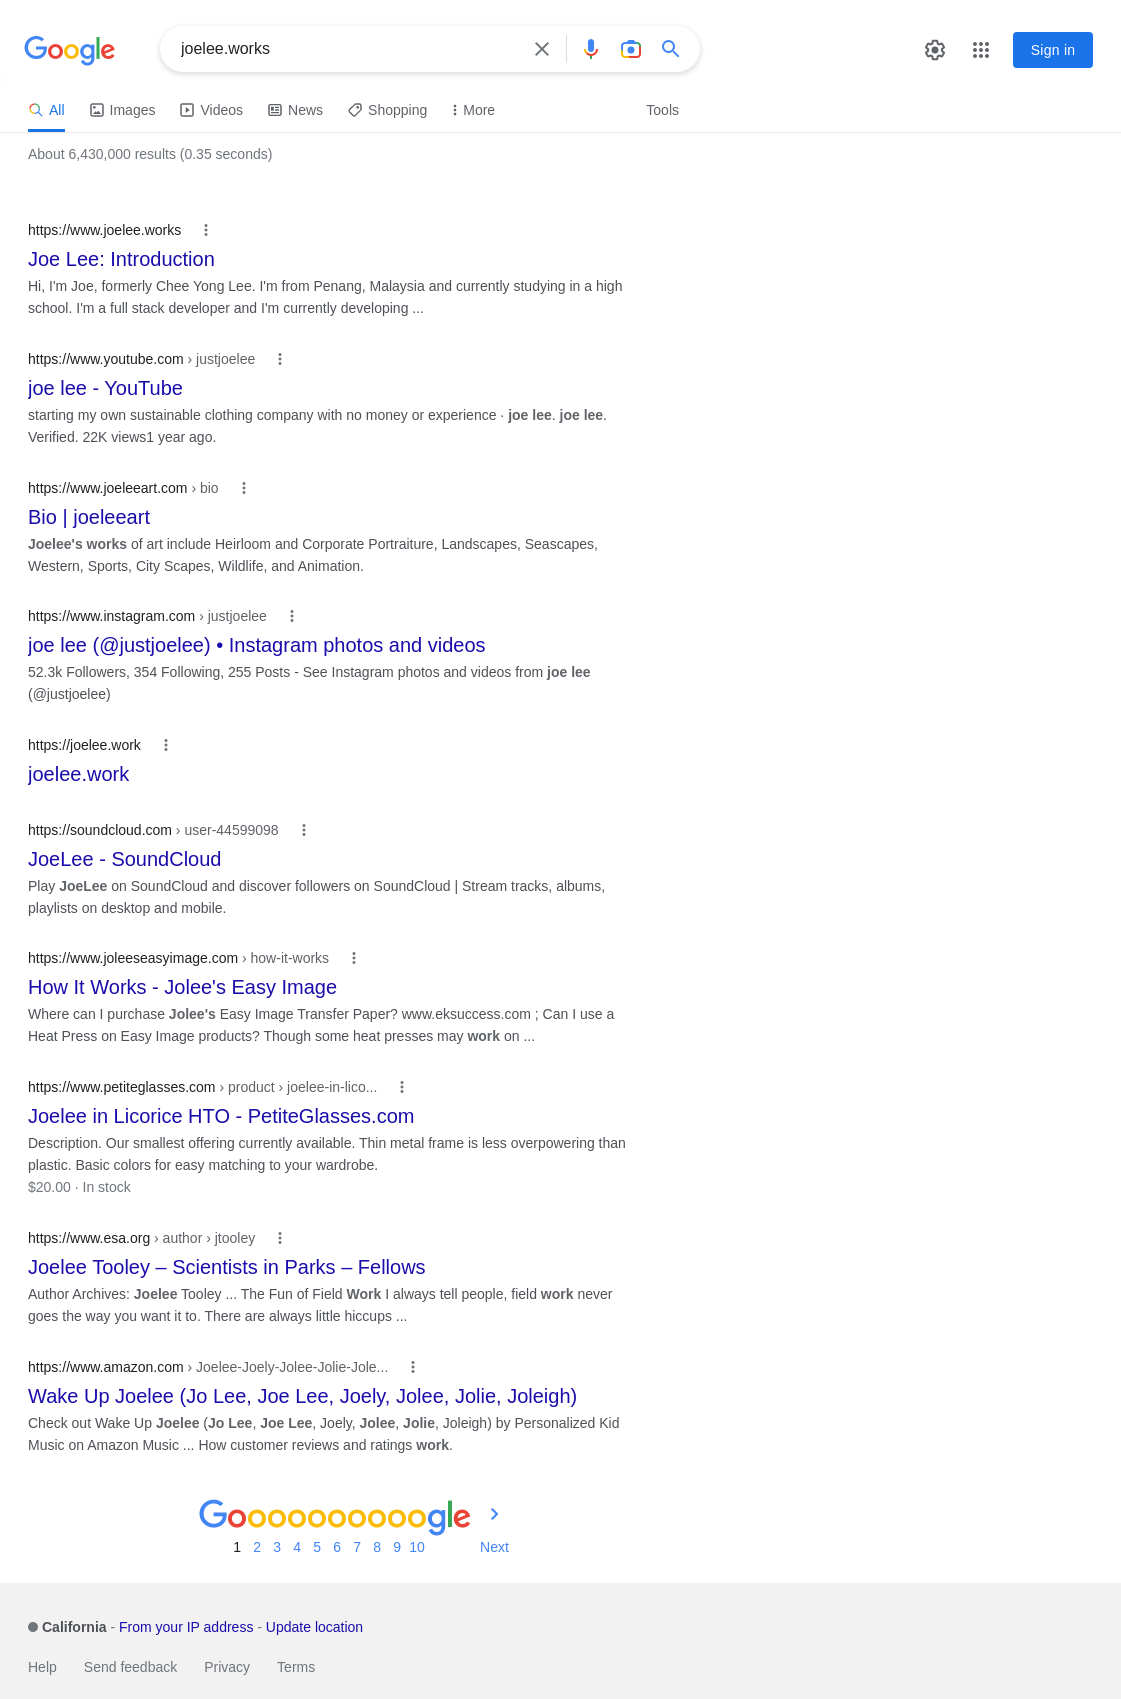 Google
joelee.works
Sign in
All
Images
Videos
News
Shopping
More
Tools
About 6,430,000 results (0.35 seconds)
https://www.joelee.works
Joe Lee: Introduction
Hi, I'm Joe, formerly Chee Yong Lee. I'm from Penang, Malaysia and currently studying in a high
school. I'm a full stack developer and I'm currently developing ...
https://www.youtube.com › justjoelee
joe lee - YouTube
starting my own sustainable clothing company with no money or experience · joe lee. joe lee.
Verified. 22K views1 year ago.
https://www.joeleeart.com › bio
Bio | joeleeart
Joelee's works of art include Heirloom and Corporate Portraiture, Landscapes, Seascapes,
Western, Sports, City Scapes, Wildlife, and Animation.
https://www.instagram.com › justjoelee
joe lee (@justjoelee) • Instagram photos and videos
52.3k Followers, 354 Following, 255 Posts - See Instagram photos and videos from joe lee
(@justjoelee)
https://joelee.work
joelee.work
https://soundcloud.com › user-44599098
JoeLee - SoundCloud
Play JoeLee on SoundCloud and discover followers on SoundCloud | Stream tracks, albums,
playlists on desktop and mobile.
https://www.joleeseasyimage.com › how-it-works
How It Works - Jolee's Easy Image
Where can I purchase Jolee's Easy Image Transfer Paper? www.eksuccess.com ; Can I use a
Heat Press on Easy Image products? Though some heat presses may work on ...
https://www.petiteglasses.com › product › joelee-in-lico...
Joelee in Licorice HTO - PetiteGlasses.com
Description. Our smallest offering currently available. Thin metal frame is less overpowering than
plastic. Basic colors for easy matching to your wardrobe.
$20.00 · In stock
https://www.esa.org › author › jtooley
Joelee Tooley – Scientists in Parks – Fellows
Author Archives: Joelee Tooley ... The Fun of Field Work I always tell people, field work never
goes the way you want it to. There are always little hiccups ...
https://www.amazon.com › Joelee-Joely-Jolee-Jolie-Jole...
Wake Up Joelee (Jo Lee, Joe Lee, Joely, Jolee, Jolie, Joleigh)
Check out Wake Up Joelee (Jo Lee, Joe Lee, Joely, Jolee, Jolie, Joleigh) by Personalized Kid
Music on Amazon Music ... How customer reviews and ratings work.
Goooooooooogle
1 2 3 4 5 6 7 8 9 10 Next
California - From your IP address - Update location
Help Send feedback Privacy Terms